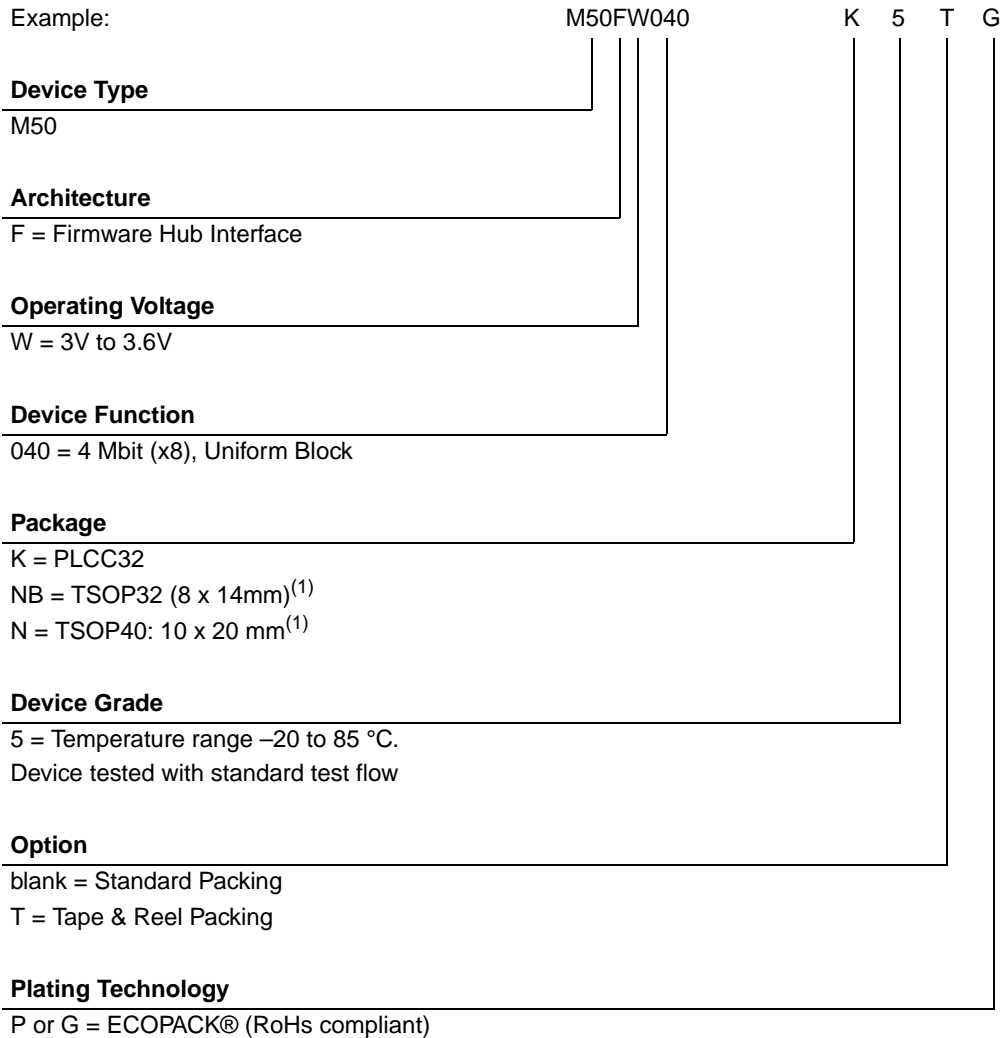 Example: M50FW040 K 5 T G
Device Type
M50
Architecture
F = Firmware Hub Interface
Operating Voltage
W = 3V to 3.6V
Device Function
040 = 4 Mbit (x8), Uniform Block
Package
K = PLCC32
NB = TSOP32 (8 x 14mm)(1)
N = TSOP40: 10 x 20 mm(1)
Device Grade
5 = Temperature range –20 to 85 °C.
Device tested with standard test flow
Option
blank = Standard Packing
T = Tape & Reel Packing
Plating Technology
P or G = ECOPACK® (RoHs compliant)